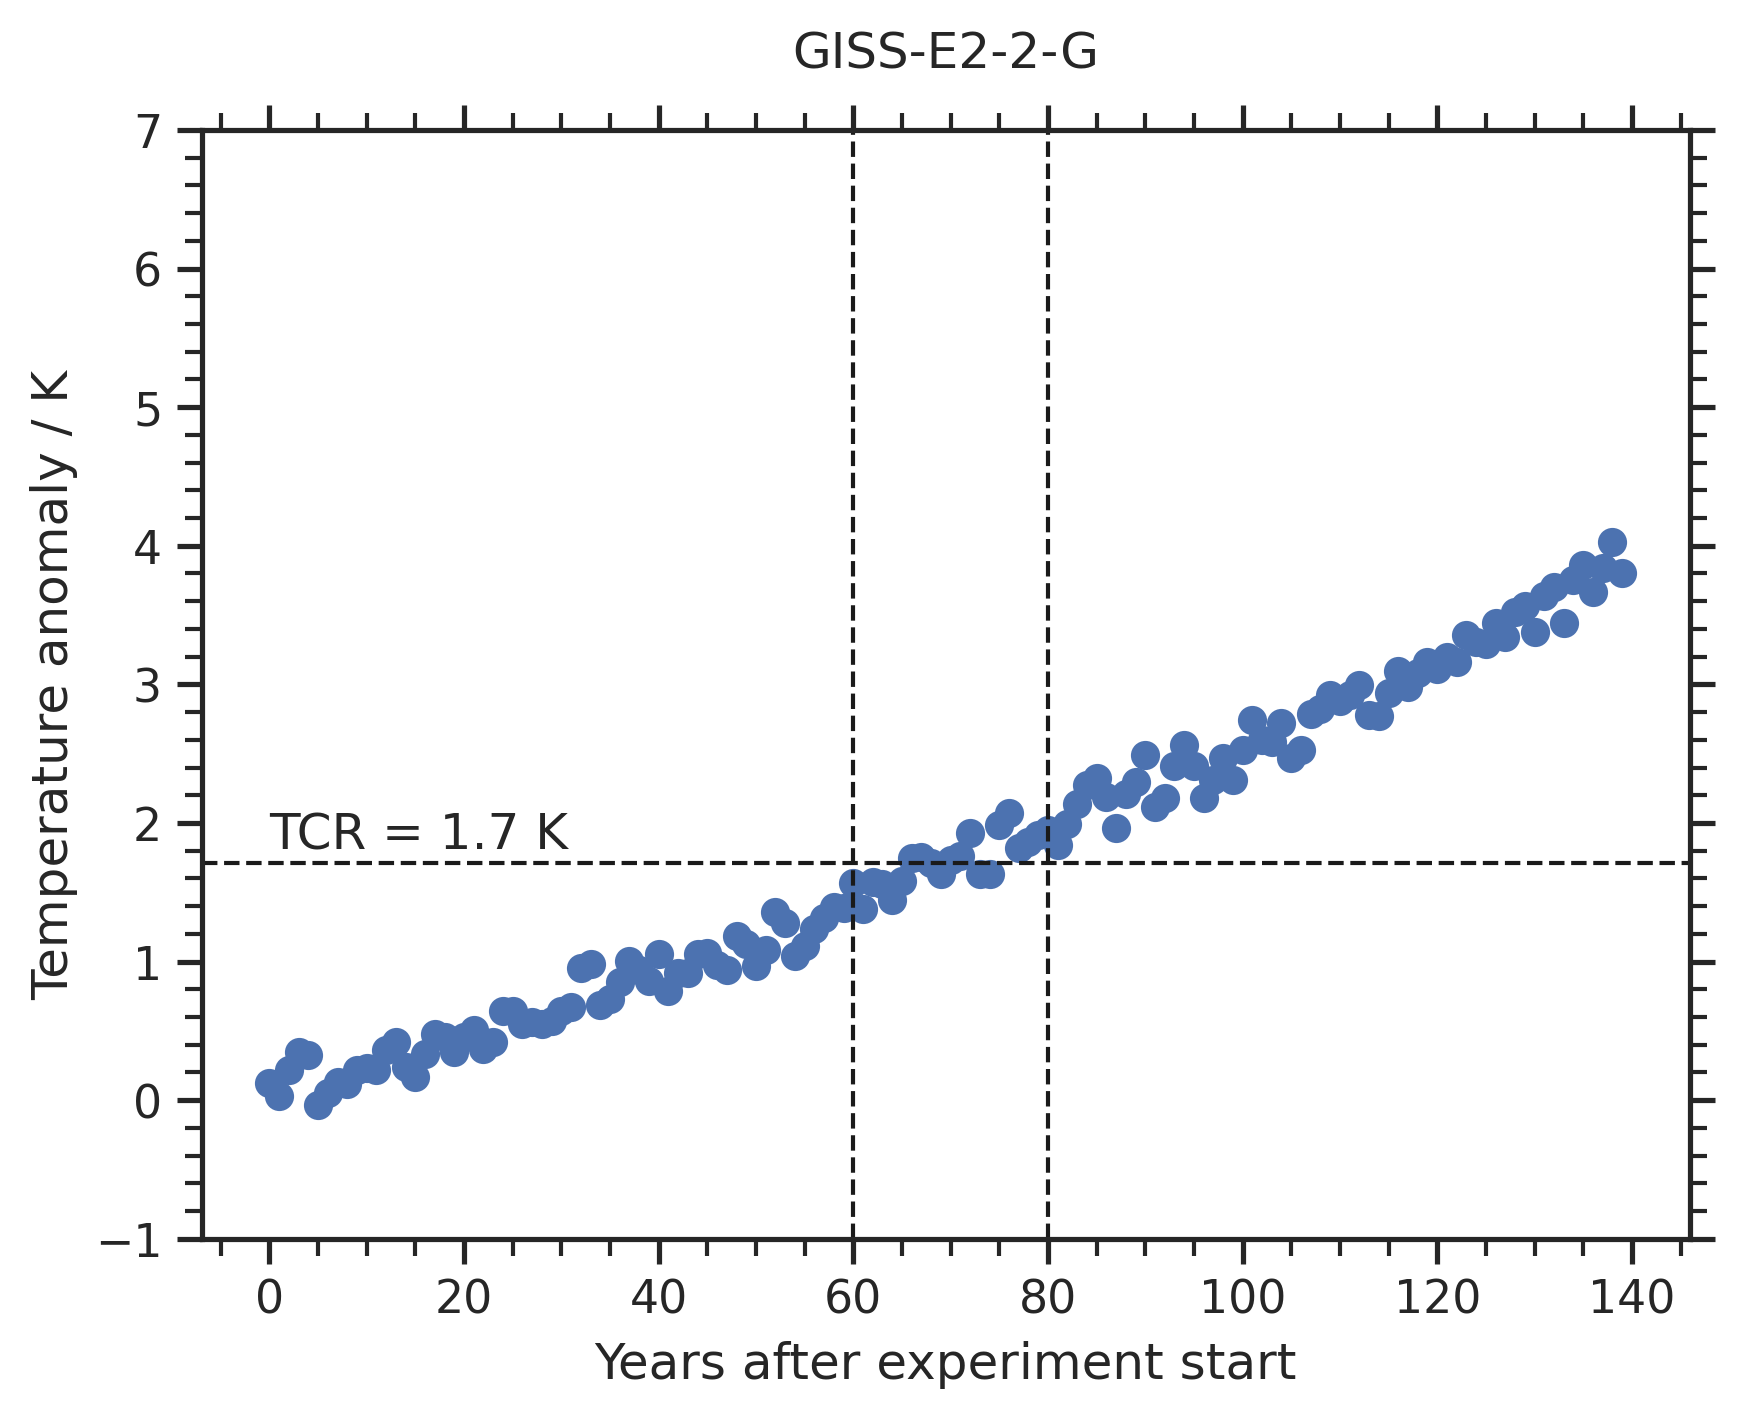 GISS-E2-2-G
7
6
5
4
3
2
1
0
−1
Temperature anomaly / K
TCR = 1.7 K
0 20 40 60 80 100 120 140
Years after experiment start